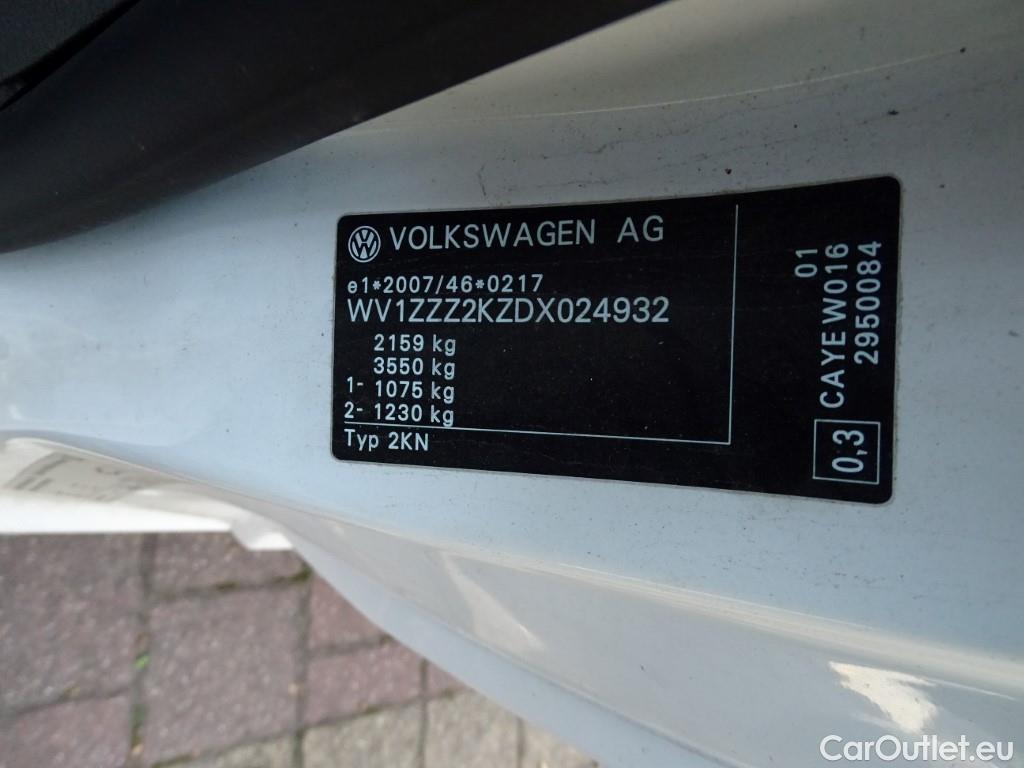 VOLKSWAGEN AG
e1*2007/46*0217
WV1ZZZ2KZDX024932
2159 kg
3550 kg
1- 1075 kg
2- 1230 kg
Typ 2KN
01
CAYE W016
2950084
0,3
CarOutlet.eu